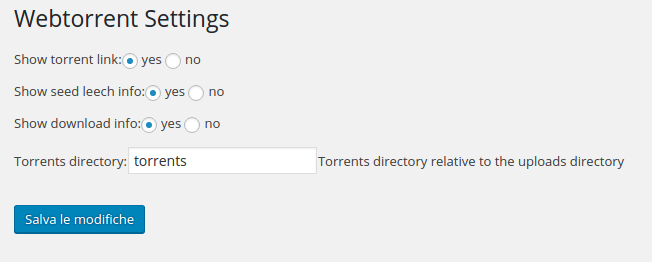 Webtorrent Settings
Show torrent link: yes no
Show seed leech info: yes no
Show download info: yes no
Torrents directory: torrents Torrents directory relative to the uploads directory
Salva le modifiche